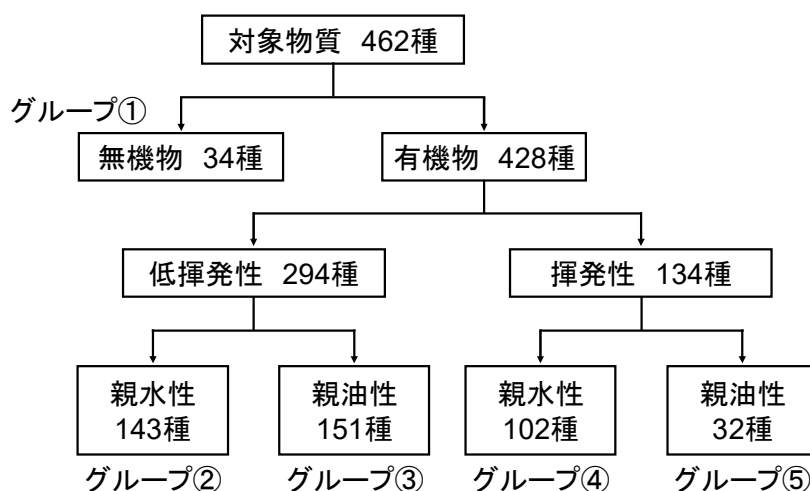 対象物質 462種
グループ①
無機物 34種
有機物 428種
低揮発性 294種
揮発性 134種
親水性
143種
親油性
151種
親水性
102種
親油性
32種
グループ②
グループ③
グループ④
グループ⑤